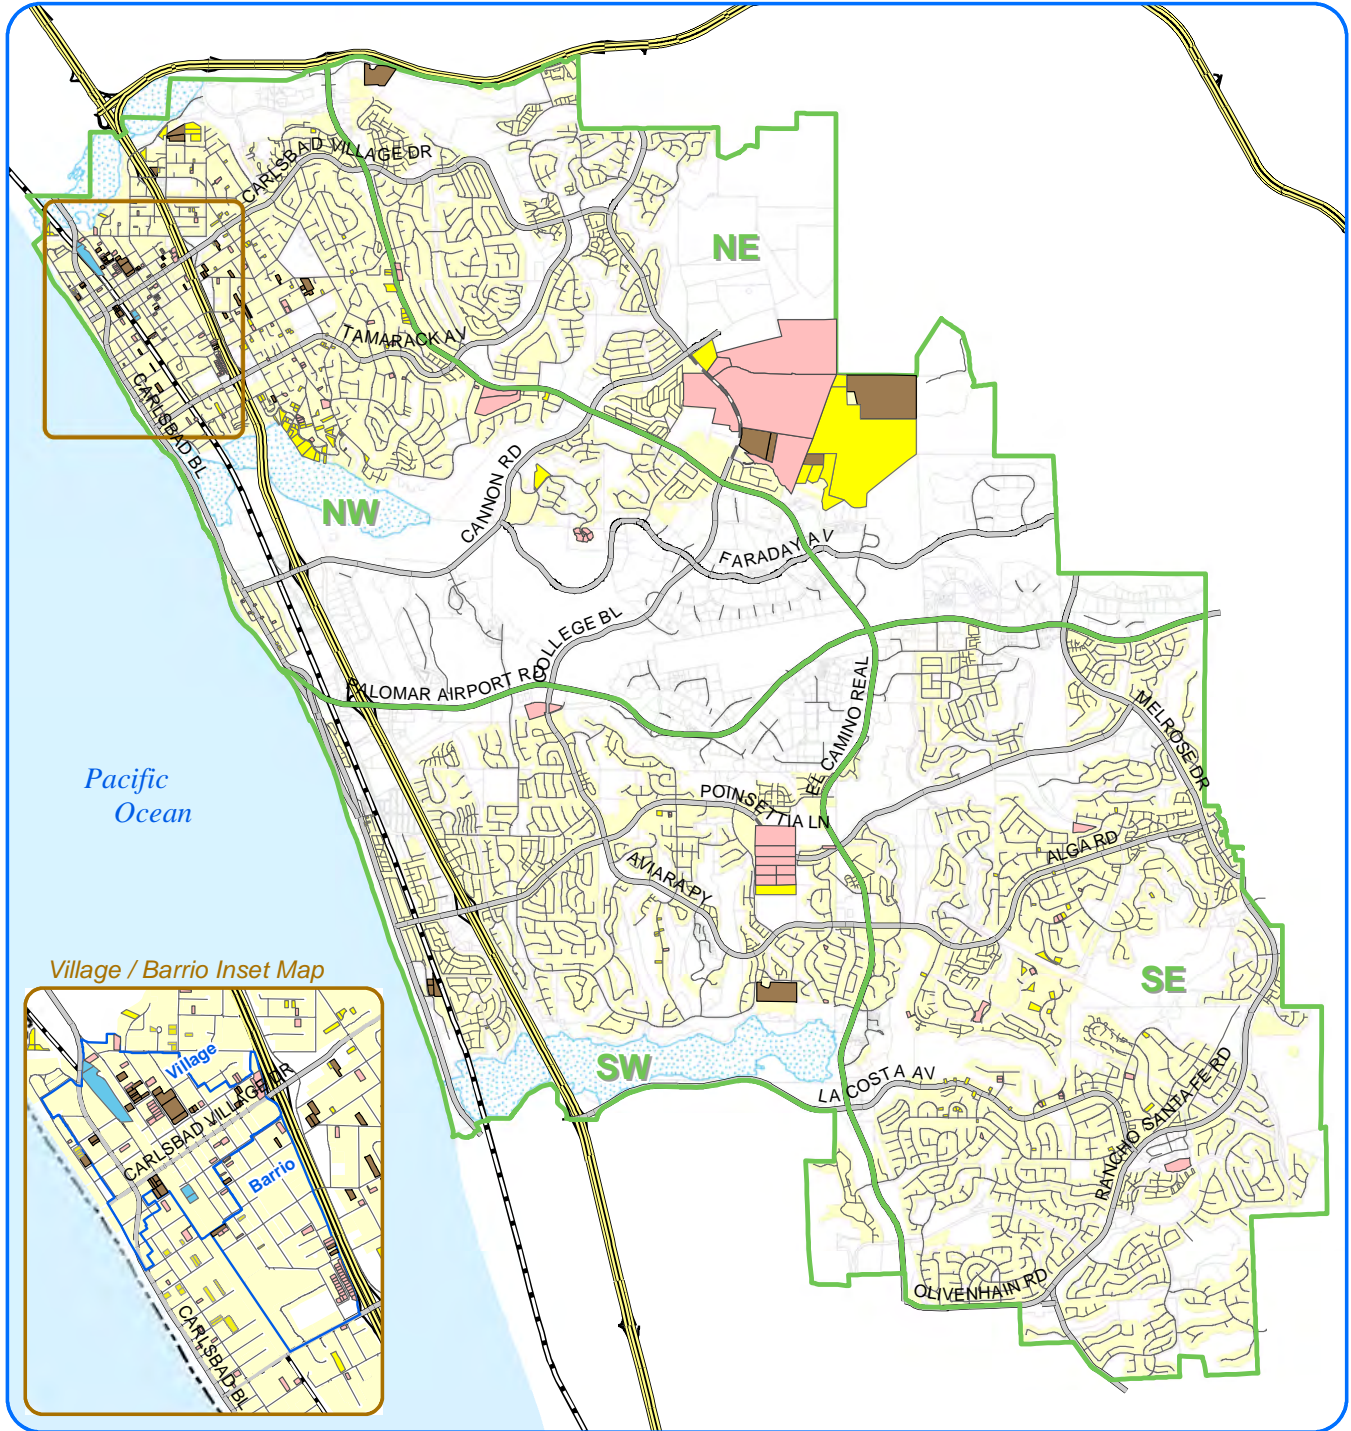 CARLSBAD VILLAGE DR
NE
TAMARACK AV
CARLSBAD BL
CANNON RD
NW
FARADAY AV
COLLEGE BL
PALOMAR AIRPORT RD
EL CAMINO REAL
MELROSE DR
Pacific
Ocean
POINSETTIA LN
ALGA RD
AVIARA PY
Village / Barrio Inset Map
SE
SW
LA COSTA AV
RANCHO SANTA FE RD
OLIVENHAIN RD
Village
CARLSBAD VILLAGE DR
Barrio
CARLSBAD BL